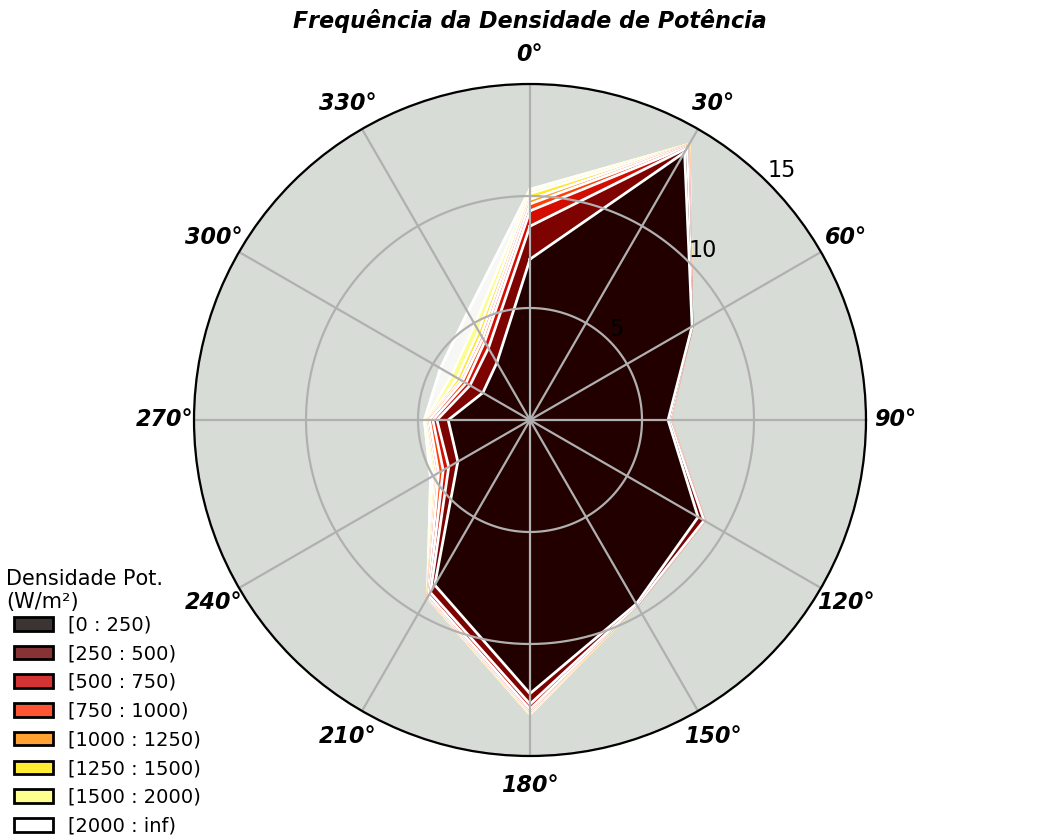 Frequência da Densidade de Potência
0°
330°
30°
15
300°
60°
10
5
270°
90°
240°
120°
210°
150°
180°
Densidade Pot.
(W/m²)
[0 : 250)
[250 : 500)
[500 : 750)
[750 : 1000)
[1000 : 1250)
[1250 : 1500)
[1500 : 2000)
[2000 : inf)